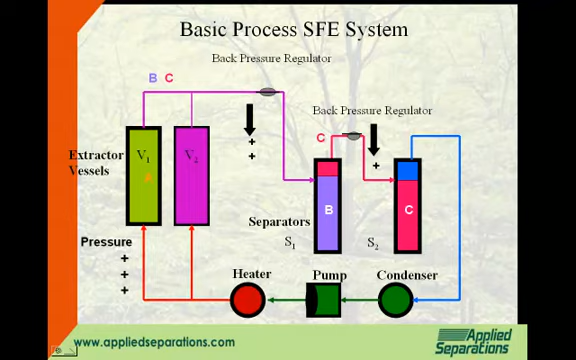 Basic Process SFE System
Back Pressure Regulator
B C
Back Pressure Regulator
C
+
+
+
Extractor
Vessels
V1
V2
B
C
Separators
S1
S2
Pressure
+
+
+
Heater
Pump
Condenser
www.appliedseparations.com
Applied
Separations